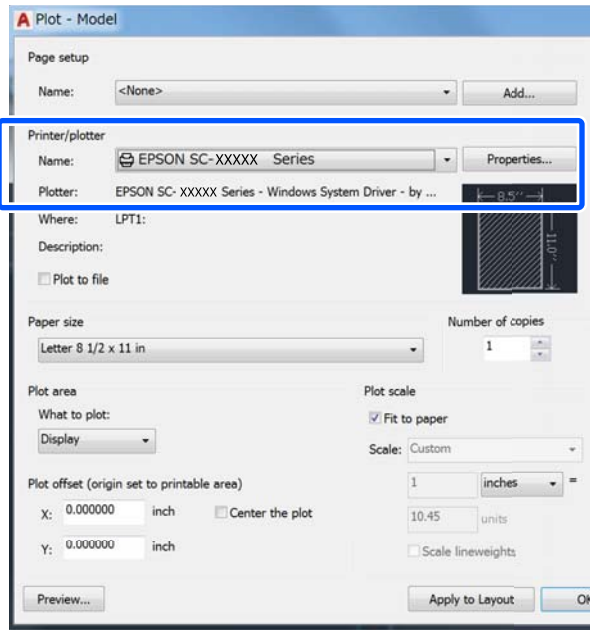 Plot - Model
Page setup
Name: <None> Add...
Printer/plotter
Name: EPSON SC-XXXXX Series Properties...
Plotter: EPSON SC- XXXXX Series - Windows System Driver - by ...
8.5''
Where: LPT1:
11.0''
Description:
Plot to file
Paper size
Number of copies
Letter 8 1/2 x 11 in
1
Plot area
Plot scale
What to plot:
Fit to paper
Display
Scale: Custom
Plot offset (origin set to printable area)
1 inches =
X: 0.000000 inch Center the plot
10.45 units
Y: 0.000000 inch
Scale lineweights
Preview... Apply to Layout OK